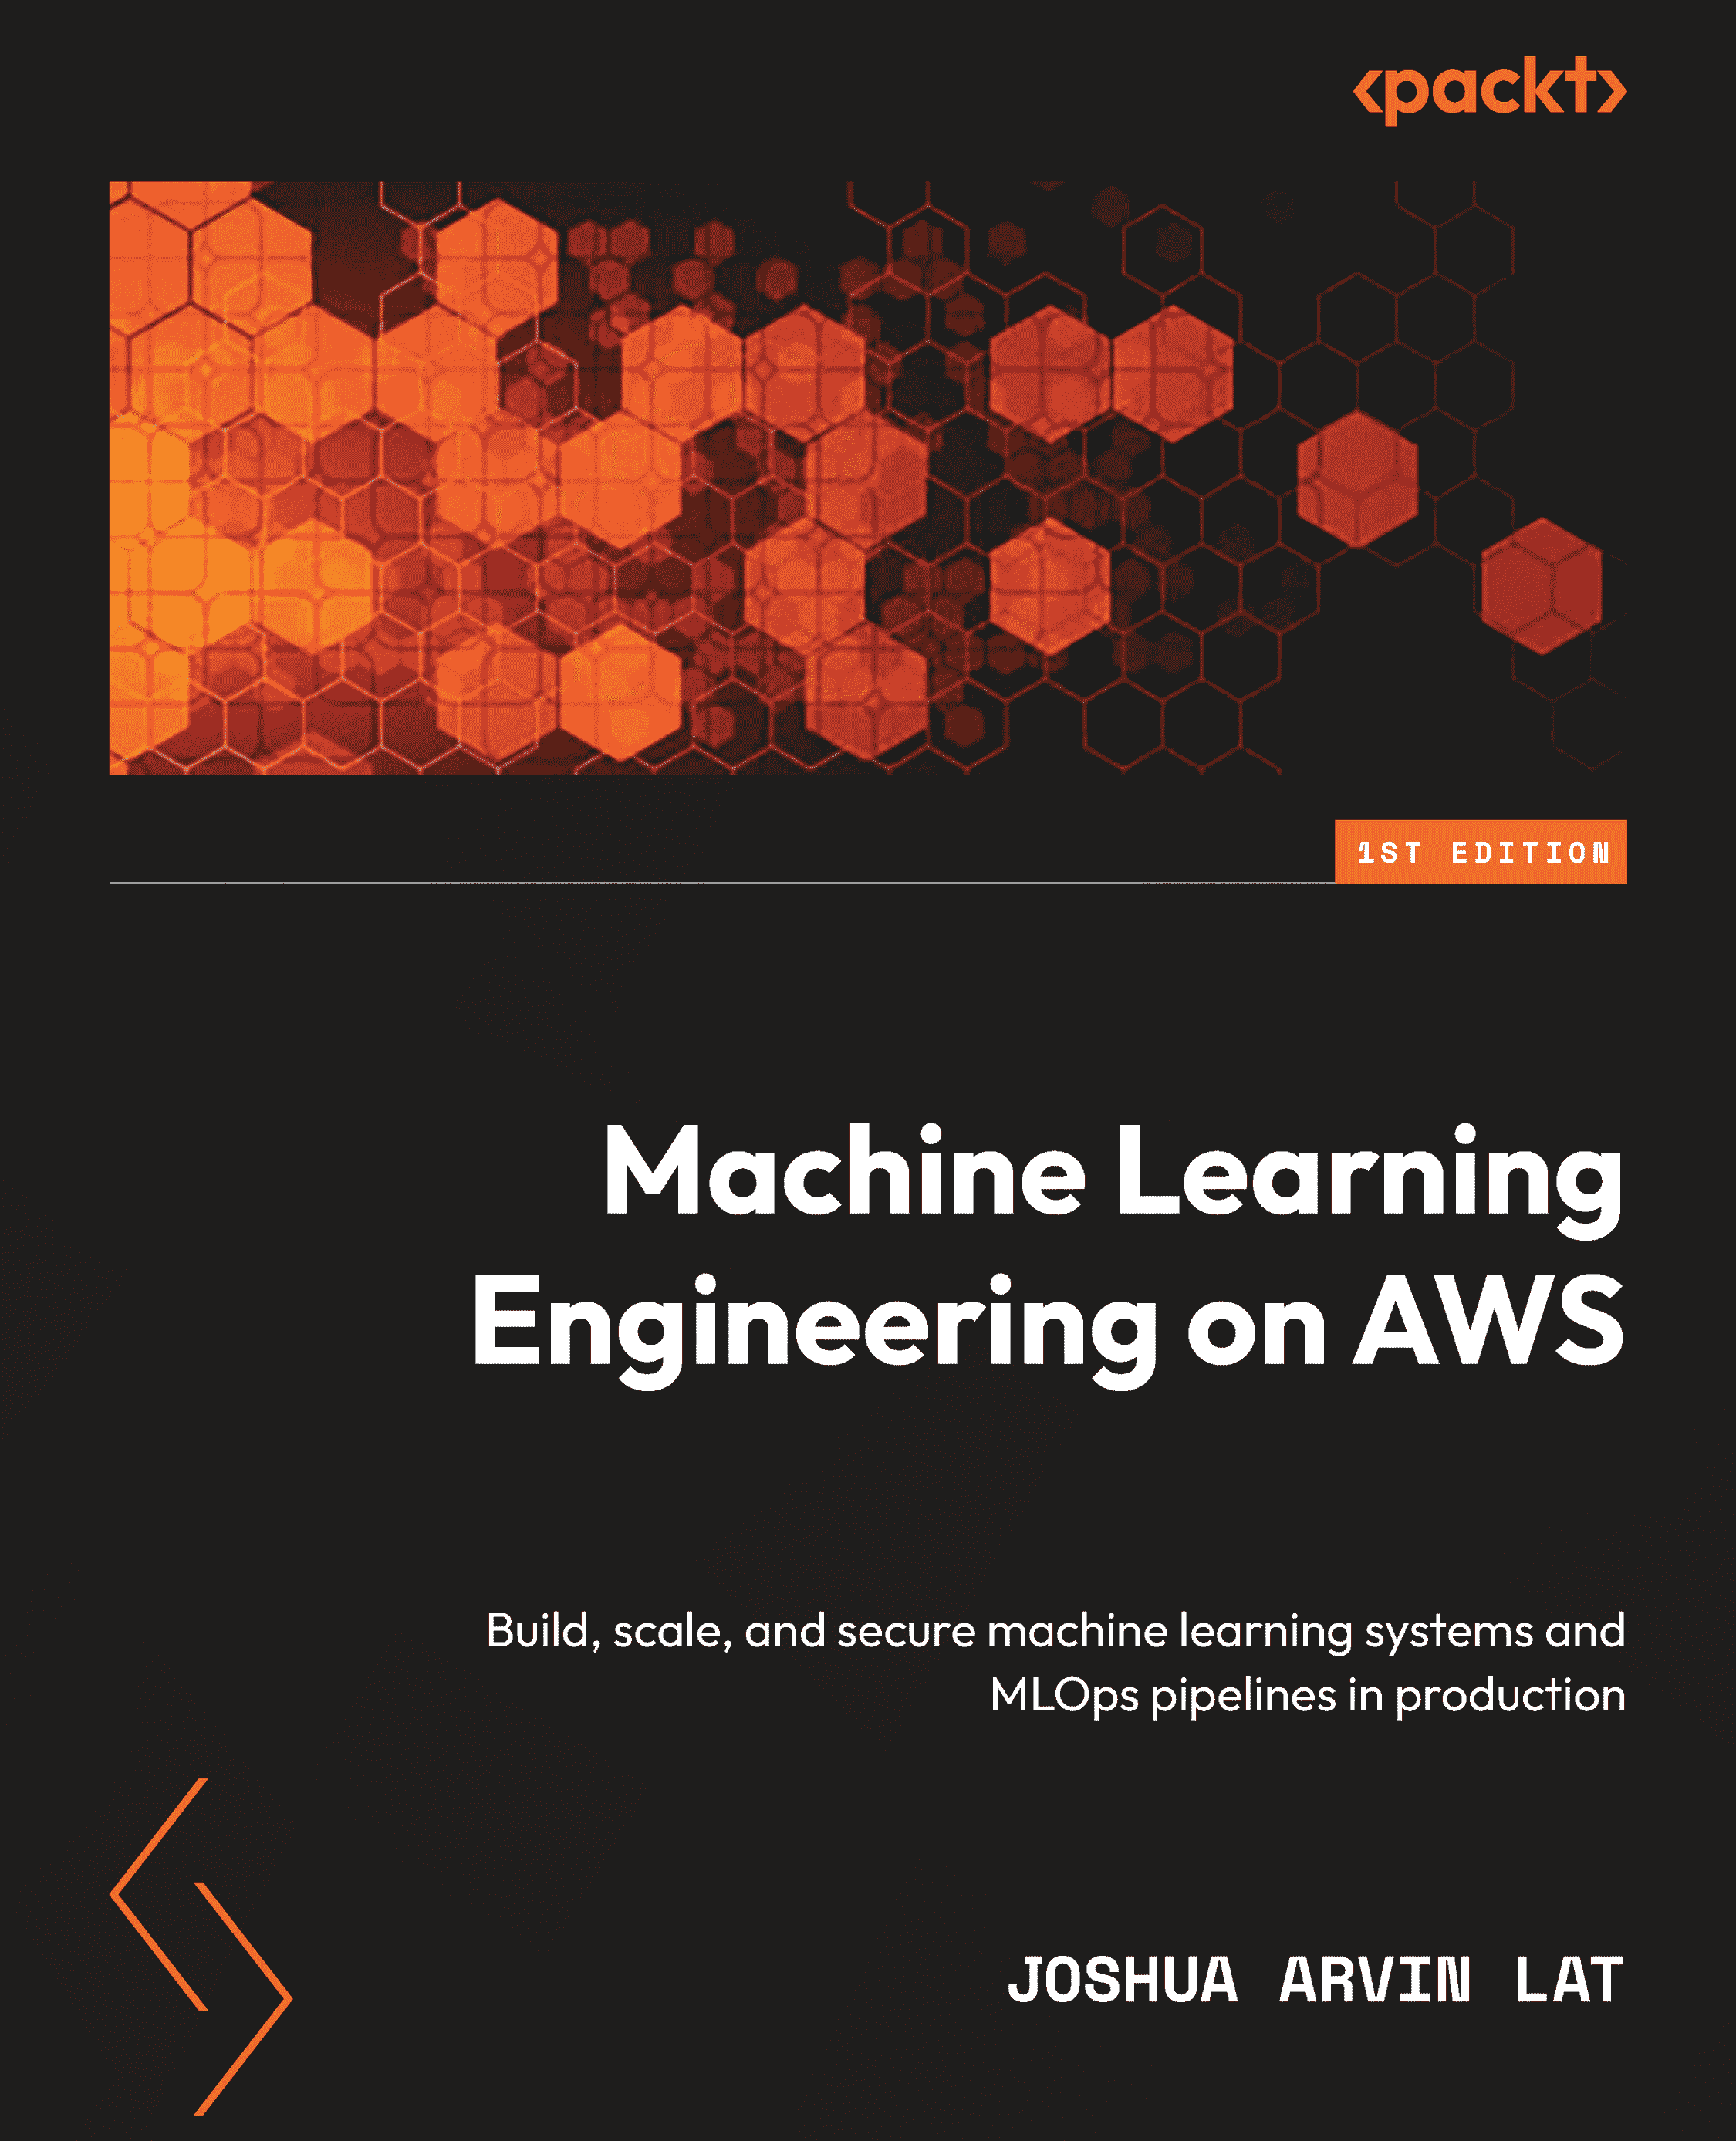 <packt>
1ST EDITION
Machine Learning
Engineering on AWS
Build, scale, and secure machine learning systems and
MLOps pipelines in production
JOSHUA ARVIN LAT